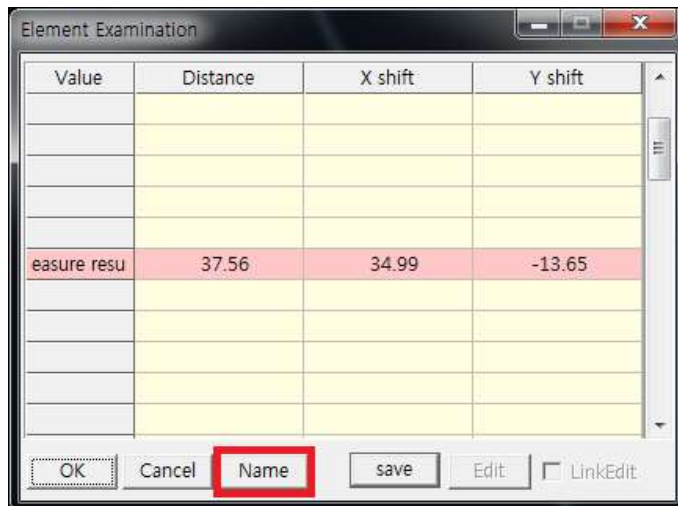 Element Examination
Value Distance X shift Y shift
easure resu 37.56 34.99 -13.65
OK Cancel Name save Edit LinkEdit